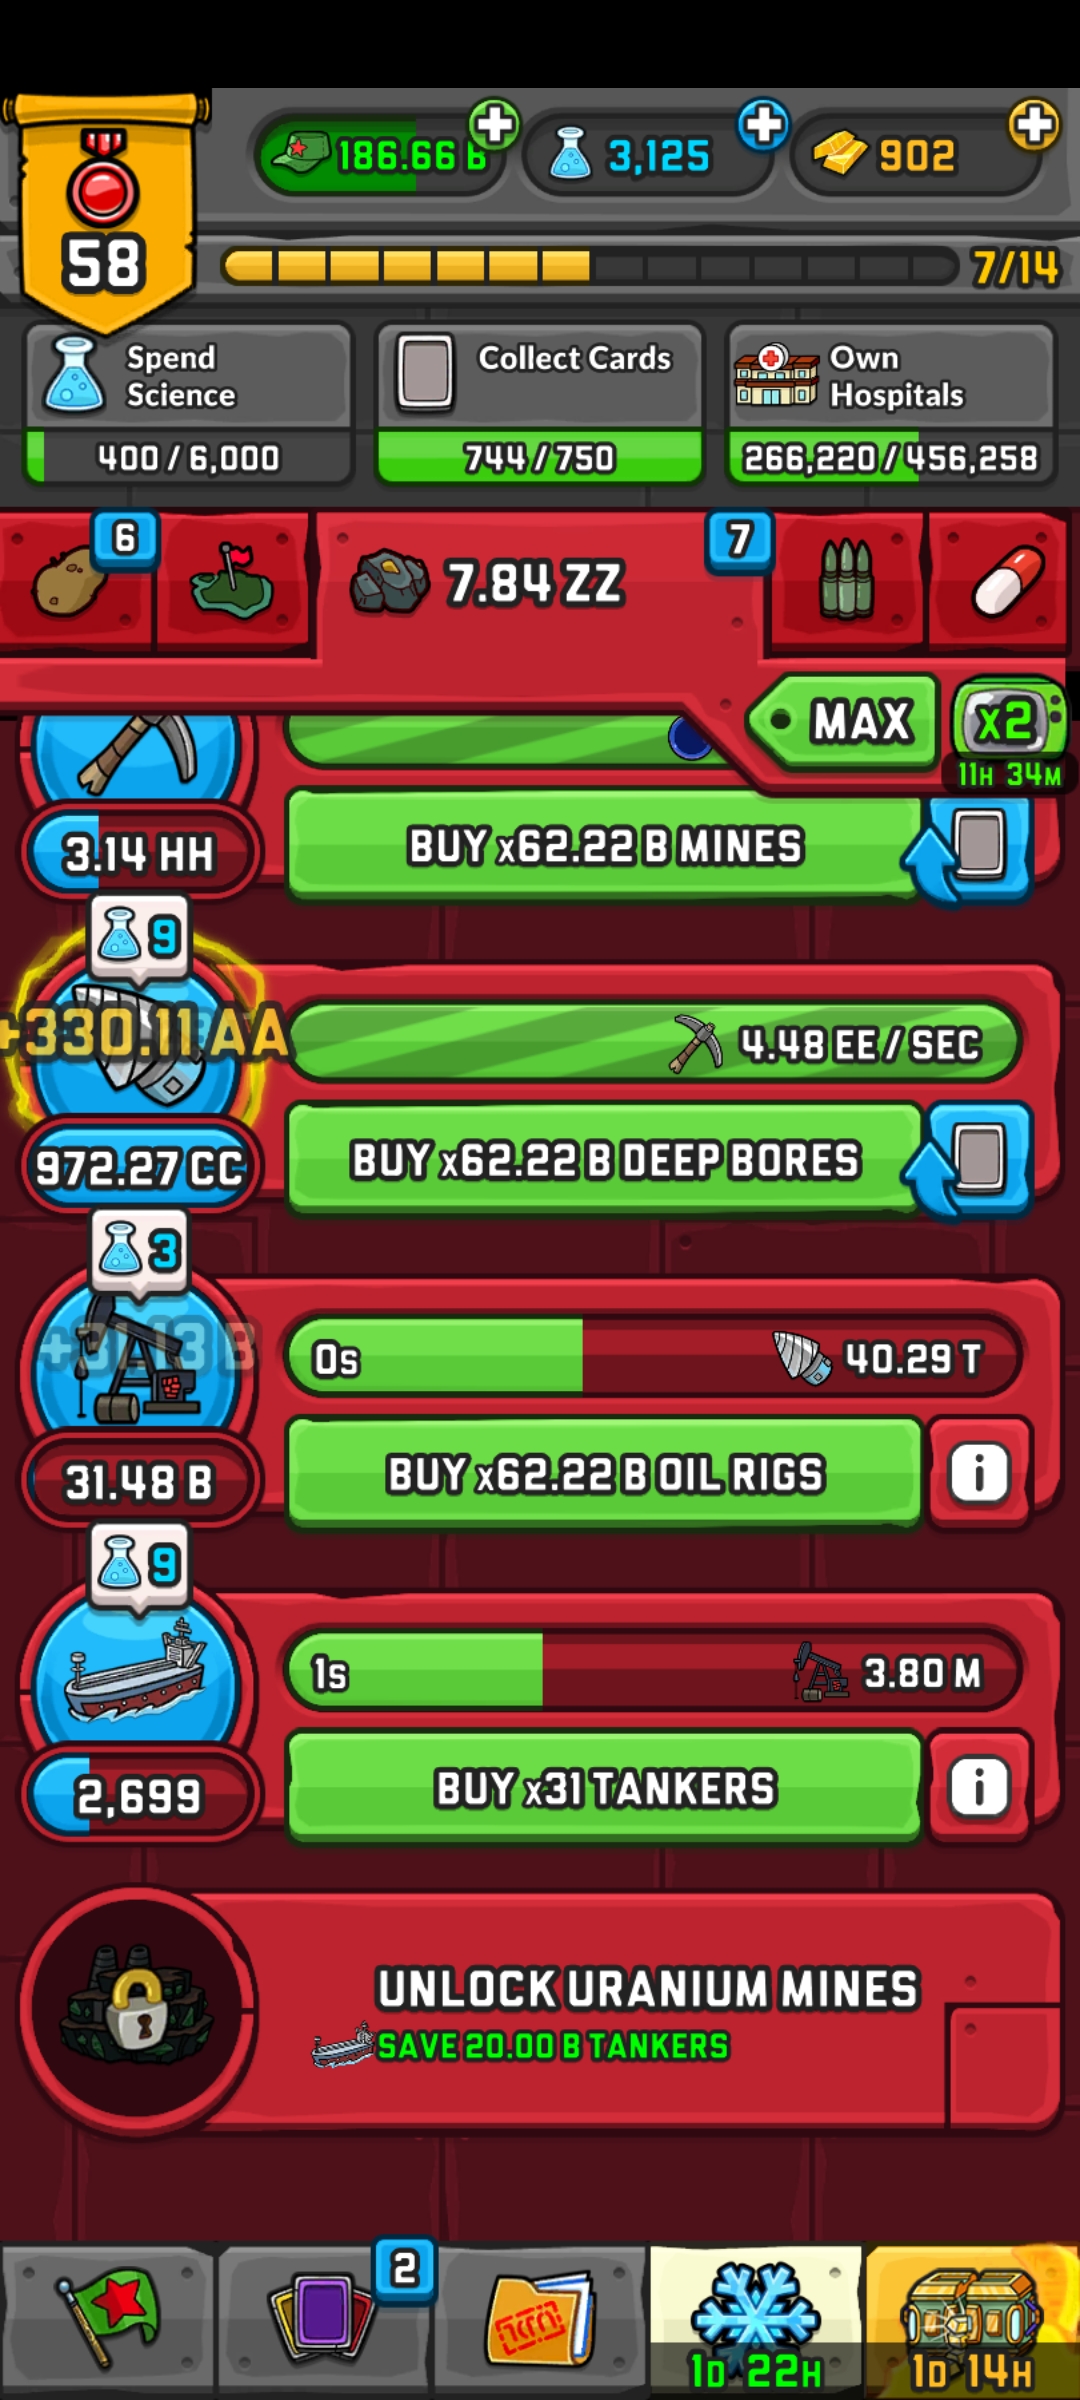 58
186.66 B
3,125
902
7/14
Spend
Science
400 / 6,000
Collect Cards
744 / 750
Own
Hospitals
266,220 / 456,258
6
7.84 ZZ
7
MAX
x2
11H 34M
3.14 HH
BUY x62.22 B MINES
9
+330.11 AA
4.48 EE / SEC
972.27 CC
BUY x62.22 B DEEP BORES
3
+31.13 B
0s
40.29 T
31.48 B
BUY x62.22 B OIL RIGS
i
9
1s
3.80 M
2,699
BUY x31 TANKERS
i
UNLOCK URANIUM MINES
SAVE 20.00 B TANKERS
2
1D 22H
1D 14H